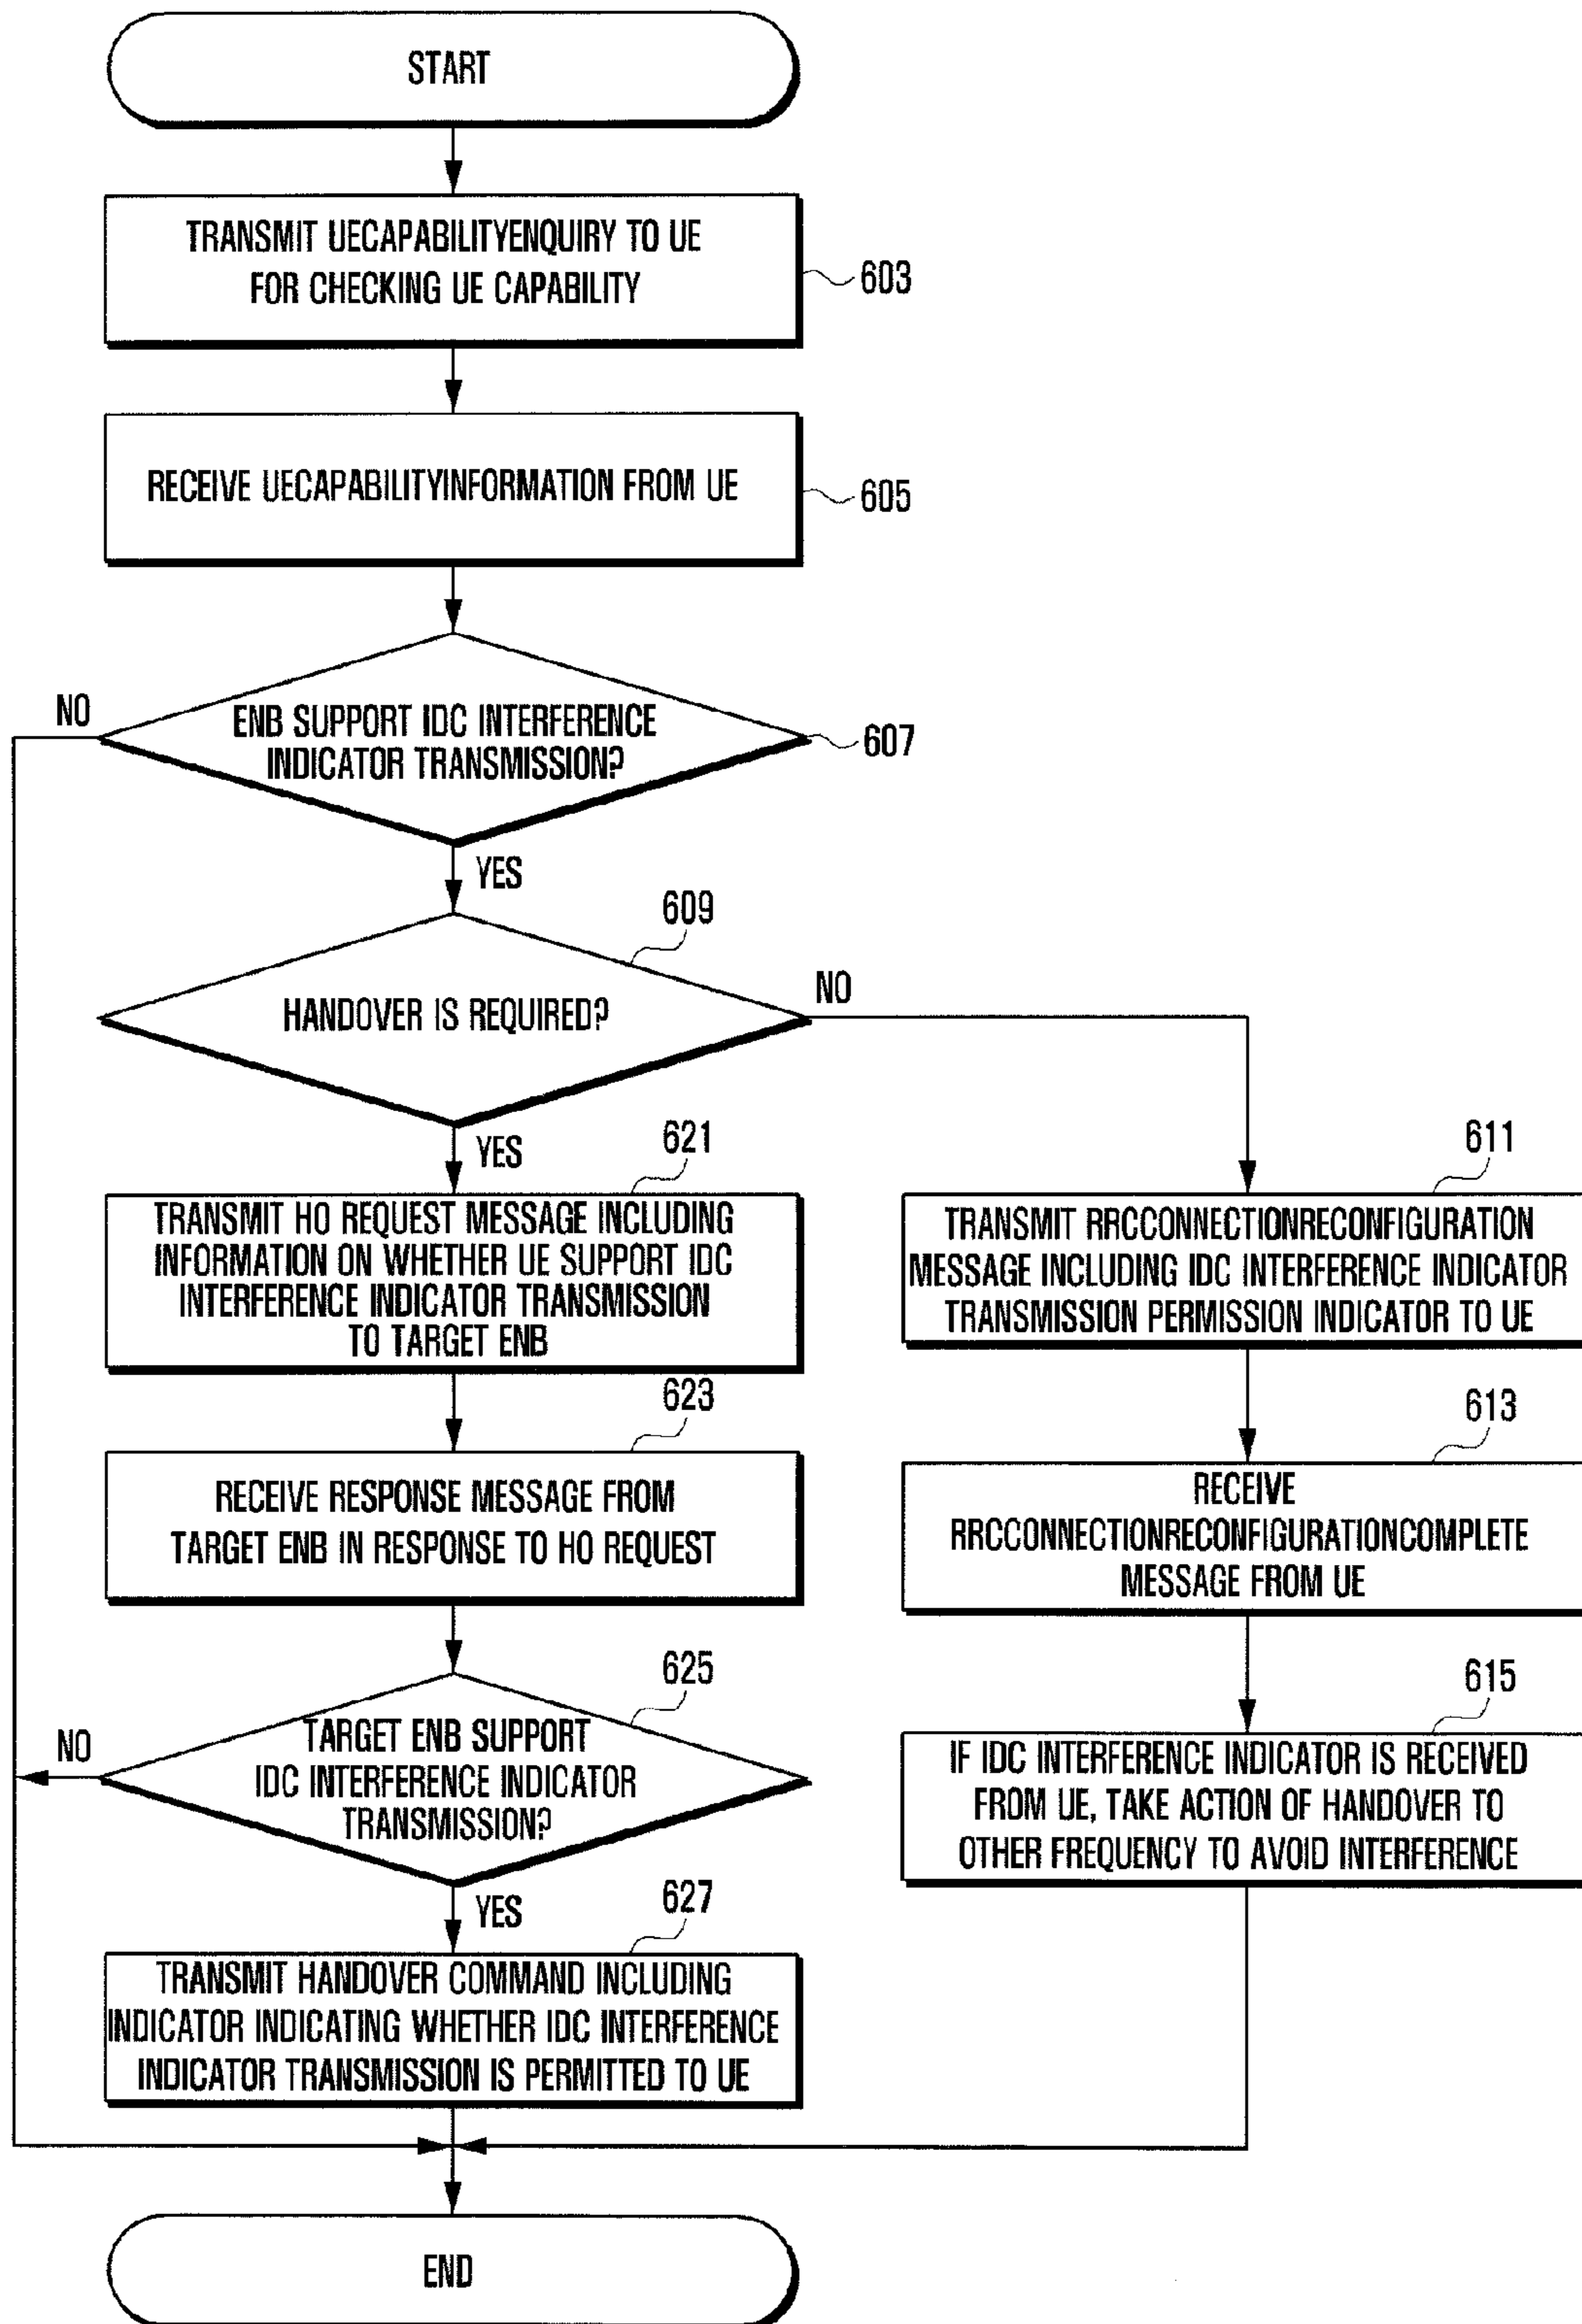 START
TRANSMIT UECAPABILITYENQUIRY TO UE
FOR CHECKING UE CAPABILITY
603
RECEIVE UECAPABILITYINFORMATION FROM UE
605
NO
ENB SUPPORT IDC INTERFERENCE
INDICATOR TRANSMISSION?
607
YES
609
HANDOVER IS REQUIRED?
NO
YES
621
TRANSMIT HO REQUEST MESSAGE INCLUDING
INFORMATION ON WHETHER UE SUPPORT IDC
INTERFERENCE INDICATOR TRANSMISSION
TO TARGET ENB
611
TRANSMIT RRCCONNECTIONRECONFIGURATION
MESSAGE INCLUDING IDC INTERFERENCE INDICATOR
TRANSMISSION PERMISSION INDICATOR TO UE
623
RECEIVE RESPONSE MESSAGE FROM
TARGET ENB IN RESPONSE TO HO REQUEST
613
RECEIVE
RRCCONNECTIONRECONFIGURATIONCOMPLETE
MESSAGE FROM UE
625
NO
TARGET ENB SUPPORT
IDC INTERFERENCE INDICATOR
TRANSMISSION?
615
IF IDC INTERFERENCE INDICATOR IS RECEIVED
FROM UE, TAKE ACTION OF HANDOVER TO
OTHER FREQUENCY TO AVOID INTERFERENCE
YES
627
TRANSMIT HANDOVER COMMAND INCLUDING
INDICATOR INDICATING WHETHER IDC INTERFERENCE
INDICATOR TRANSMISSION IS PERMITTED TO UE
END